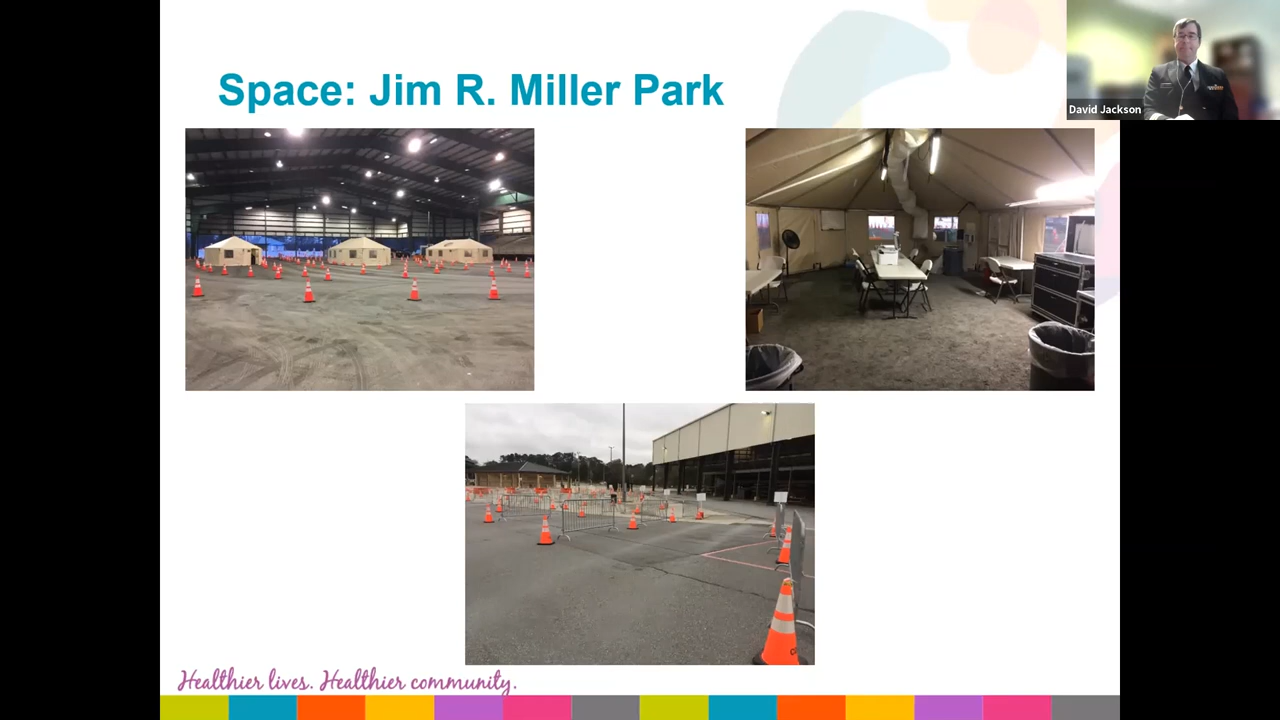 Space: Jim R. Miller Park
David Jackson
Healthier lives. Healthier community.